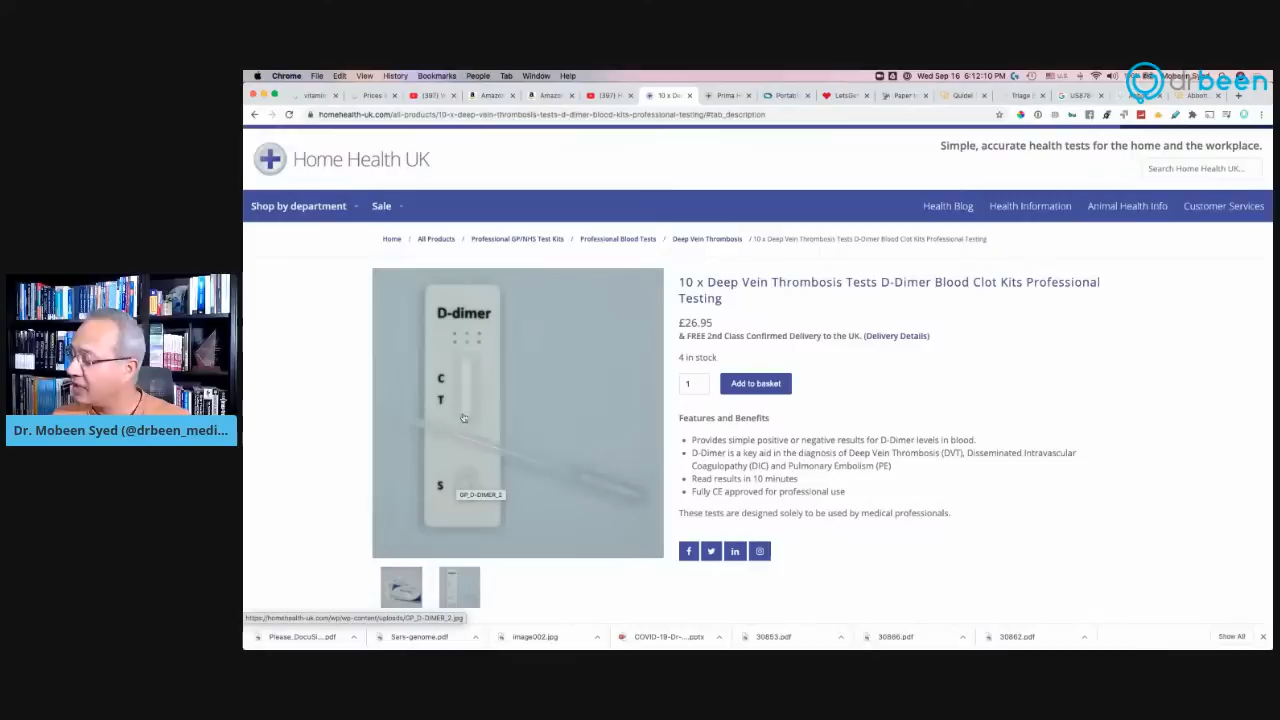 drbeen
Chrome File Edit View History Bookmarks People Tab Window Help
Wed Sep 16 6:12:10 PM
Mobeen Syed
homehealth-uk.com/all-products/10-x-deep-vein-thrombosis-tests-d-dimer-blood-clot-kits-professional-testing/#tab_description
Home Health UK
Simple, accurate health tests for the home and the workplace.
Search Home Health UK...
Shop by department
Sale
Health Blog
Health Information
Animal Health Info
Customer Services
Home / All Products / Professional GP/NHS Test Kits / Professional Blood Tests / Deep Vein Thrombosis / 10 x Deep Vein Thrombosis Tests D-Dimer Blood Clot Kits Professional Testing
D-dimer
C
T
S
GP_D-DIMER_2
10 x Deep Vein Thrombosis Tests D-Dimer Blood Clot Kits Professional
Testing
£26.95
& FREE 2nd Class Confirmed Delivery to the UK. (Delivery Details)
4 in stock
1
Add to basket
Features and Benefits
Provides simple positive or negative results for D-Dimer levels in blood.
D-Dimer is a key aid in the diagnosis of Deep Vein Thrombosis (DVT), Disseminated Intravascular
Coagulopathy (DIC) and Pulmonary Embolism (PE)
Read results in 10 minutes
Fully CE approved for professional use
These tests are designed solely to be used by medical professionals.
Dr. Mobeen Syed (@drbeen_medi...
https://homehealth-uk.com/wp/wp-content/uploads/GP_D-DIMER_2.jpg
Please_DocuSi....pdf
Sars-genome.pdf
image002.jpg
COVID-19-Dr-....pptx
30853.pdf
30866.pdf
30862.pdf
Show All